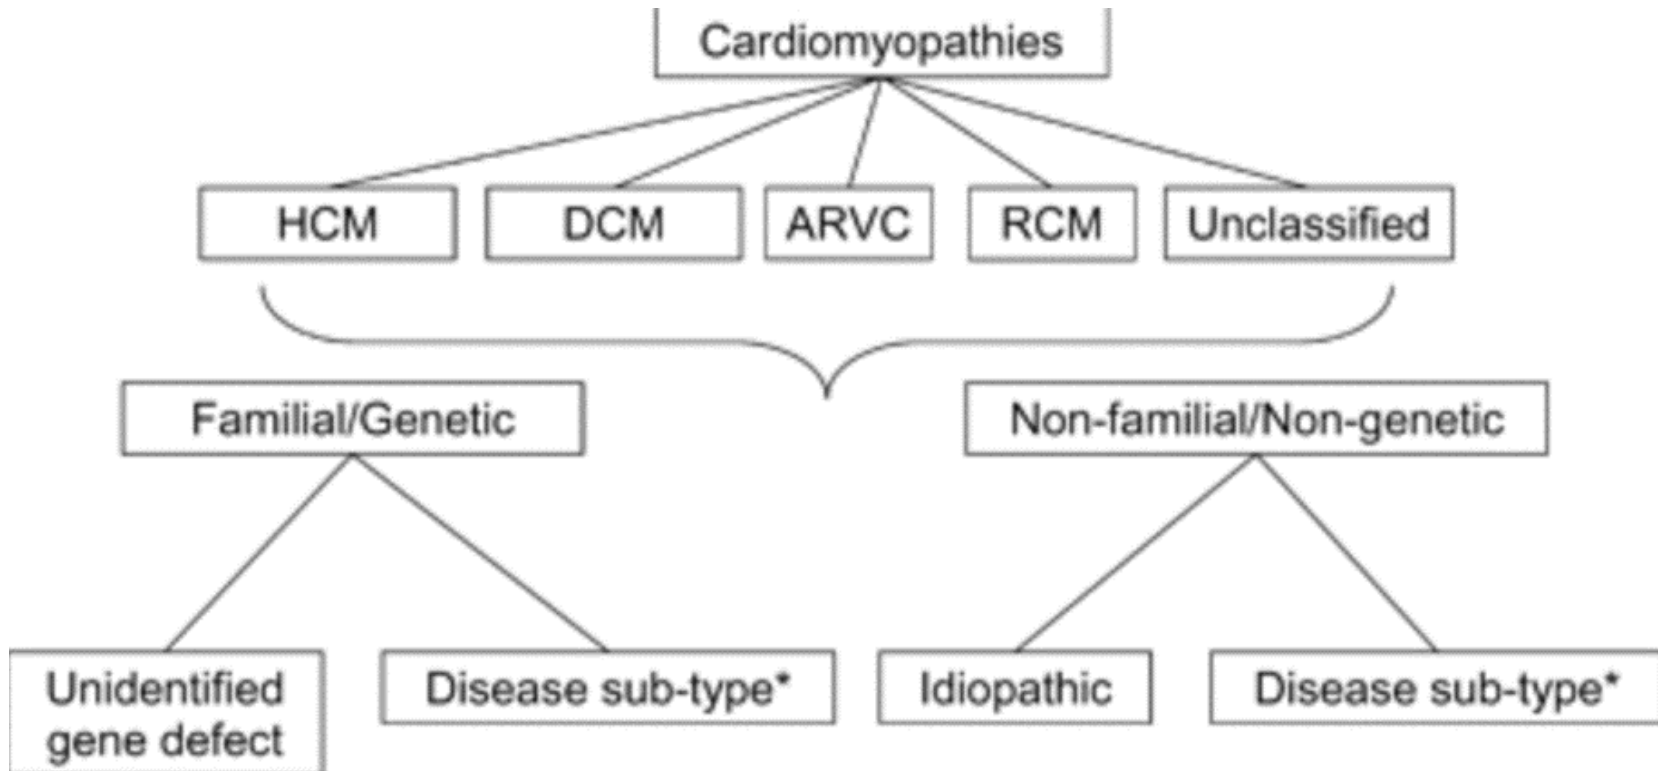 Cardiomyopathies
HCM
DCM
ARVC
RCM
Unclassified
Familial/Genetic
Non-familial/Non-genetic
Unidentified
gene defect
Disease sub-type*
Idiopathic
Disease sub-type*